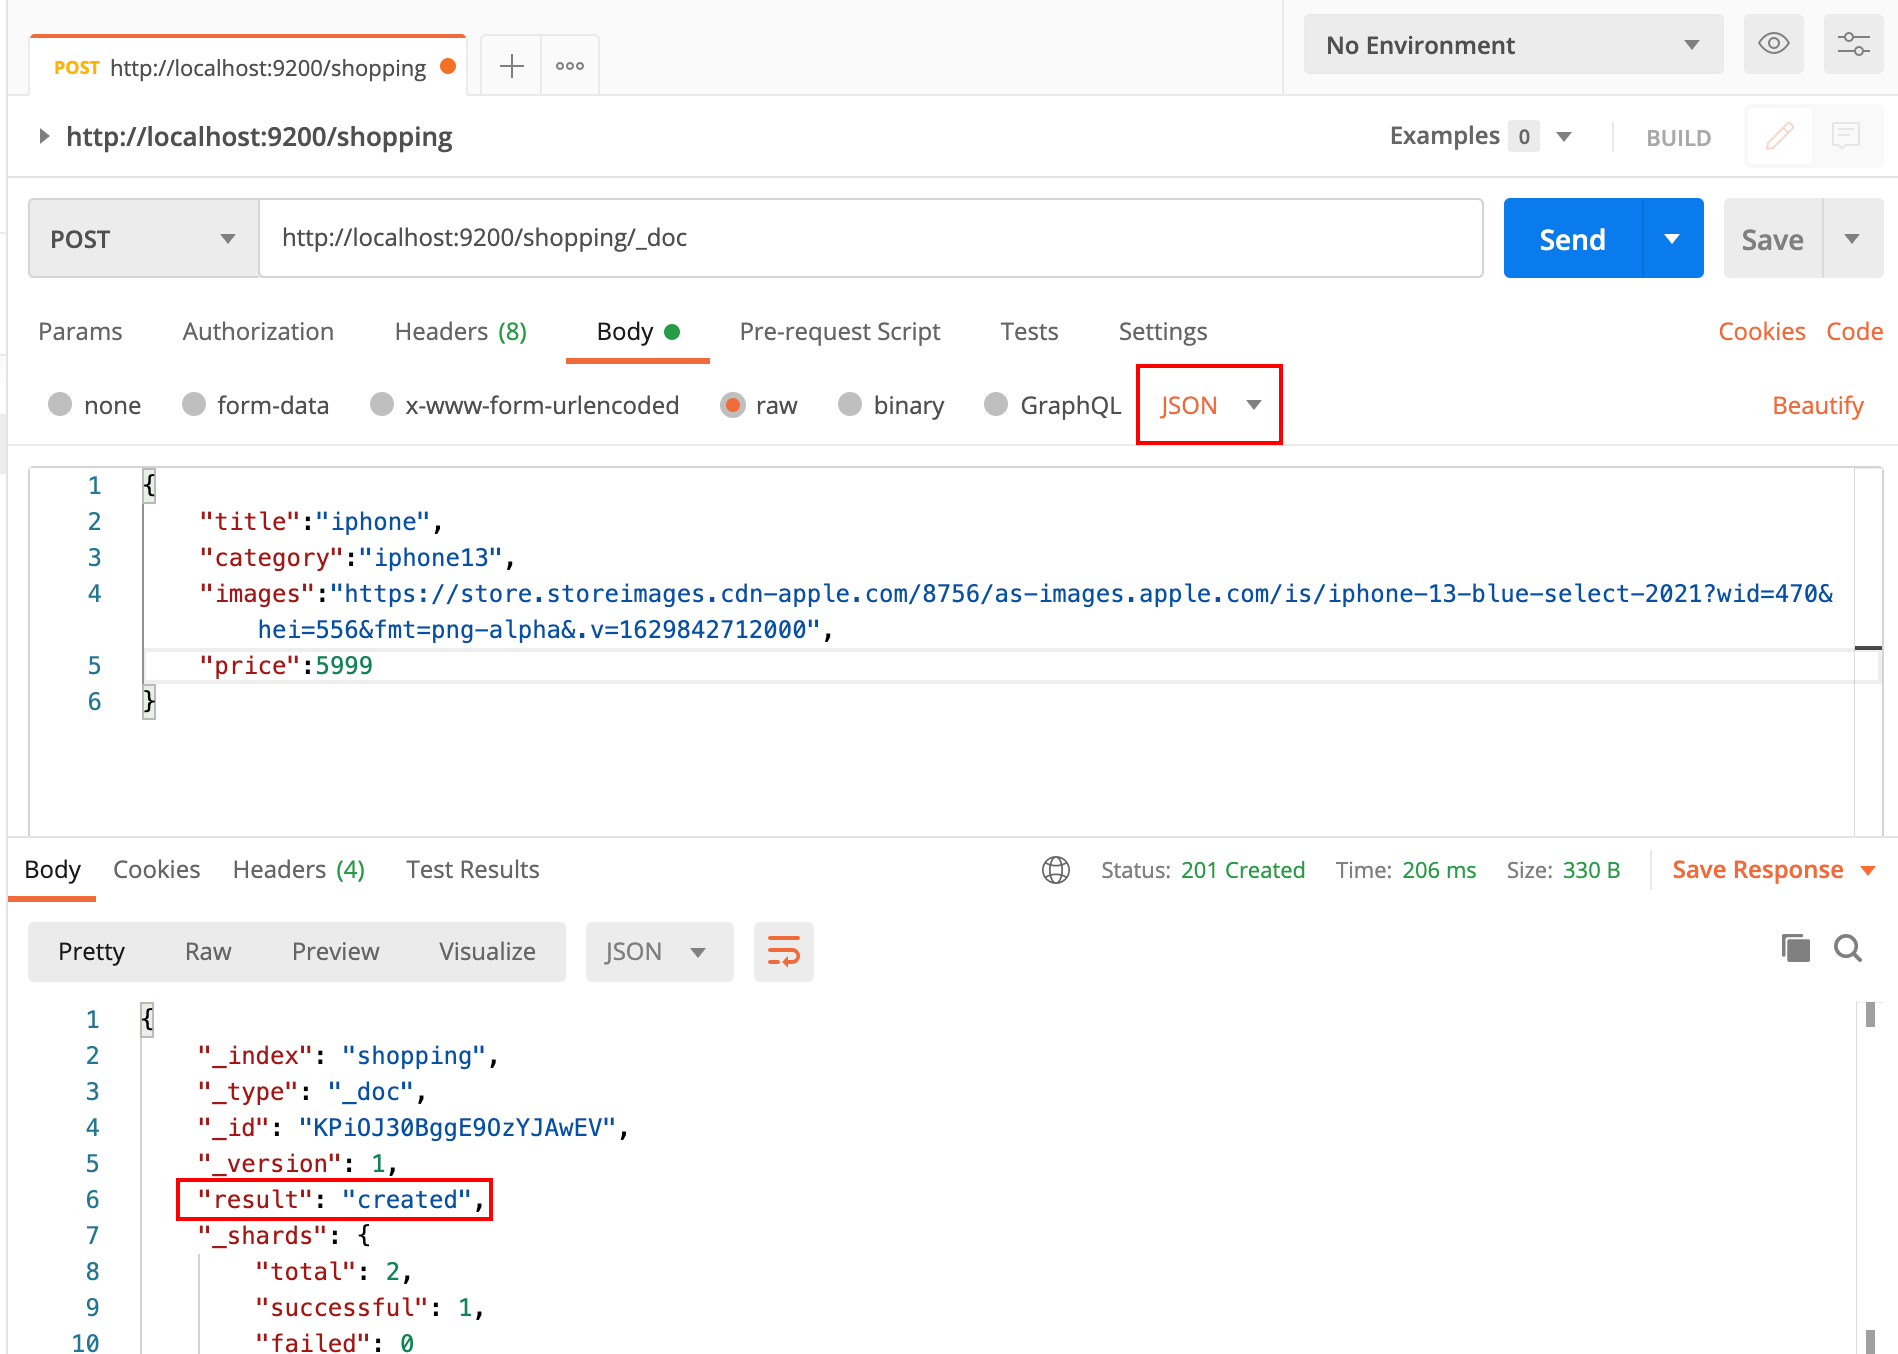 POST http://localhost:9200/shopping
No Environment
http://localhost:9200/shopping
Examples 0
BUILD
POST
http://localhost:9200/shopping/_doc
Send
Save
Params Authorization Headers (8) Body Pre-request Script Tests Settings Cookies Code
none form-data x-www-form-urlencoded raw binary GraphQL JSON Beautify
1 {
2 "title":"iphone",
3 "category":"iphone13",
4 "images":"https://store.storeimages.cdn-apple.com/8756/as-images.apple.com/is/iphone-13-blue-select-2021?wid=470&
hei=556&fmt=png-alpha&.v=1629842712000",
5 "price":5999
6 }
Body Cookies Headers (4) Test Results Status: 201 Created Time: 206 ms Size: 330 B Save Response
Pretty Raw Preview Visualize JSON
1 {
2 "_index": "shopping",
3 "_type": "_doc",
4 "_id": "KPiOJ30BggE9OzYJAwEV",
5 "_version": 1,
6 "result": "created",
7 "_shards": {
8 "total": 2,
9 "successful": 1,
10 "failed": 0